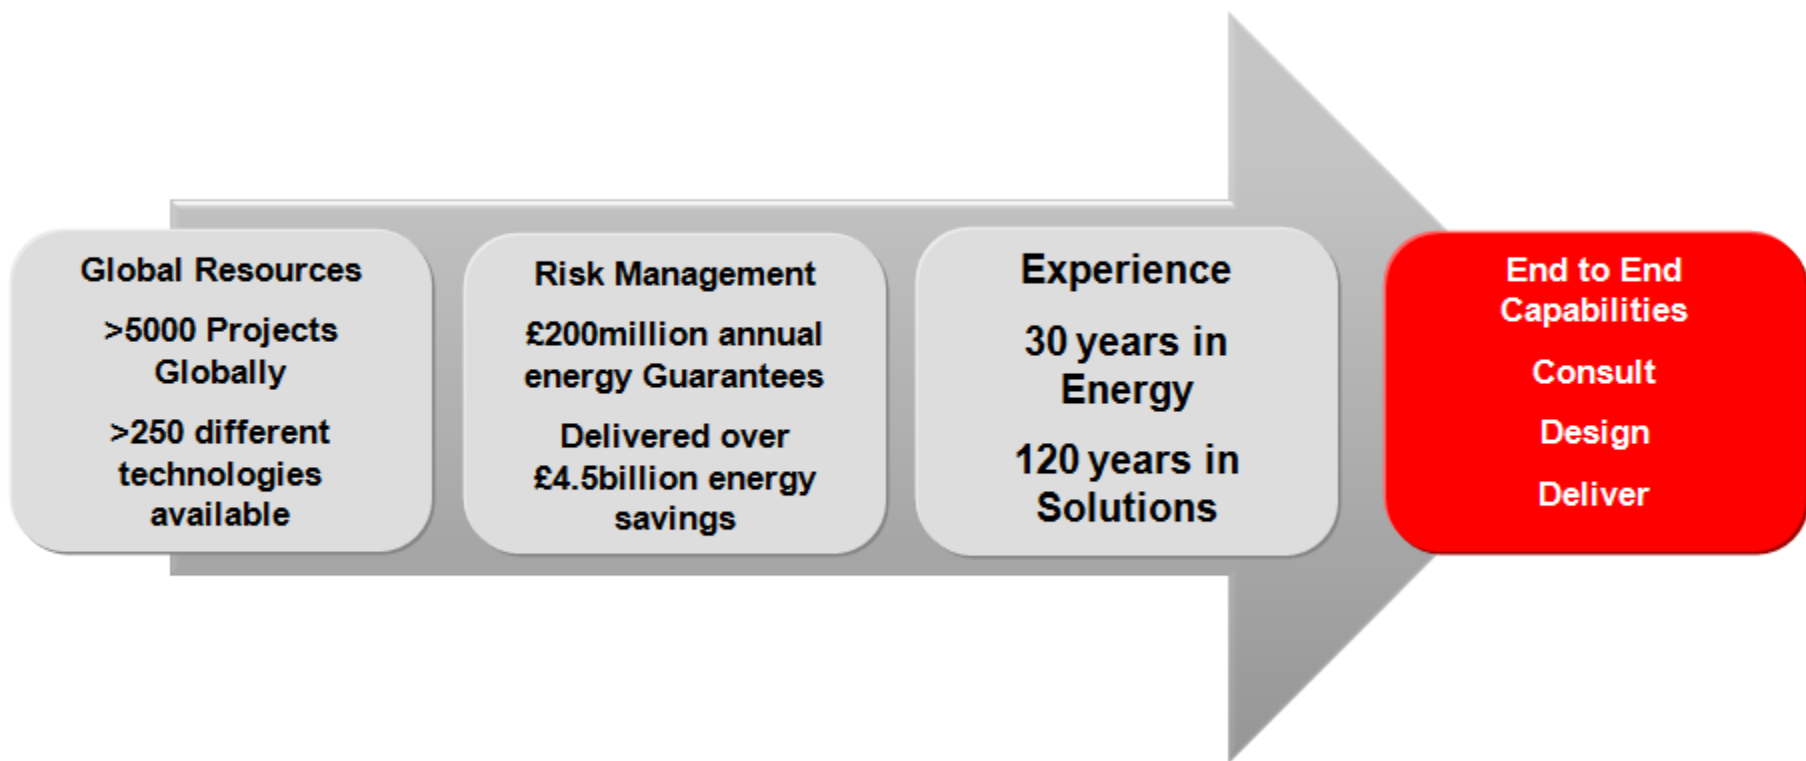 Global Resources
>5000 Projects
Globally
>250 different
technologies
available
Risk Management
£200million annual
energy Guarantees
Delivered over
£4.5billion energy
savings
Experience
30 years in
Energy
120 years in
Solutions
End to End
Capabilities
Consult
Design
Deliver